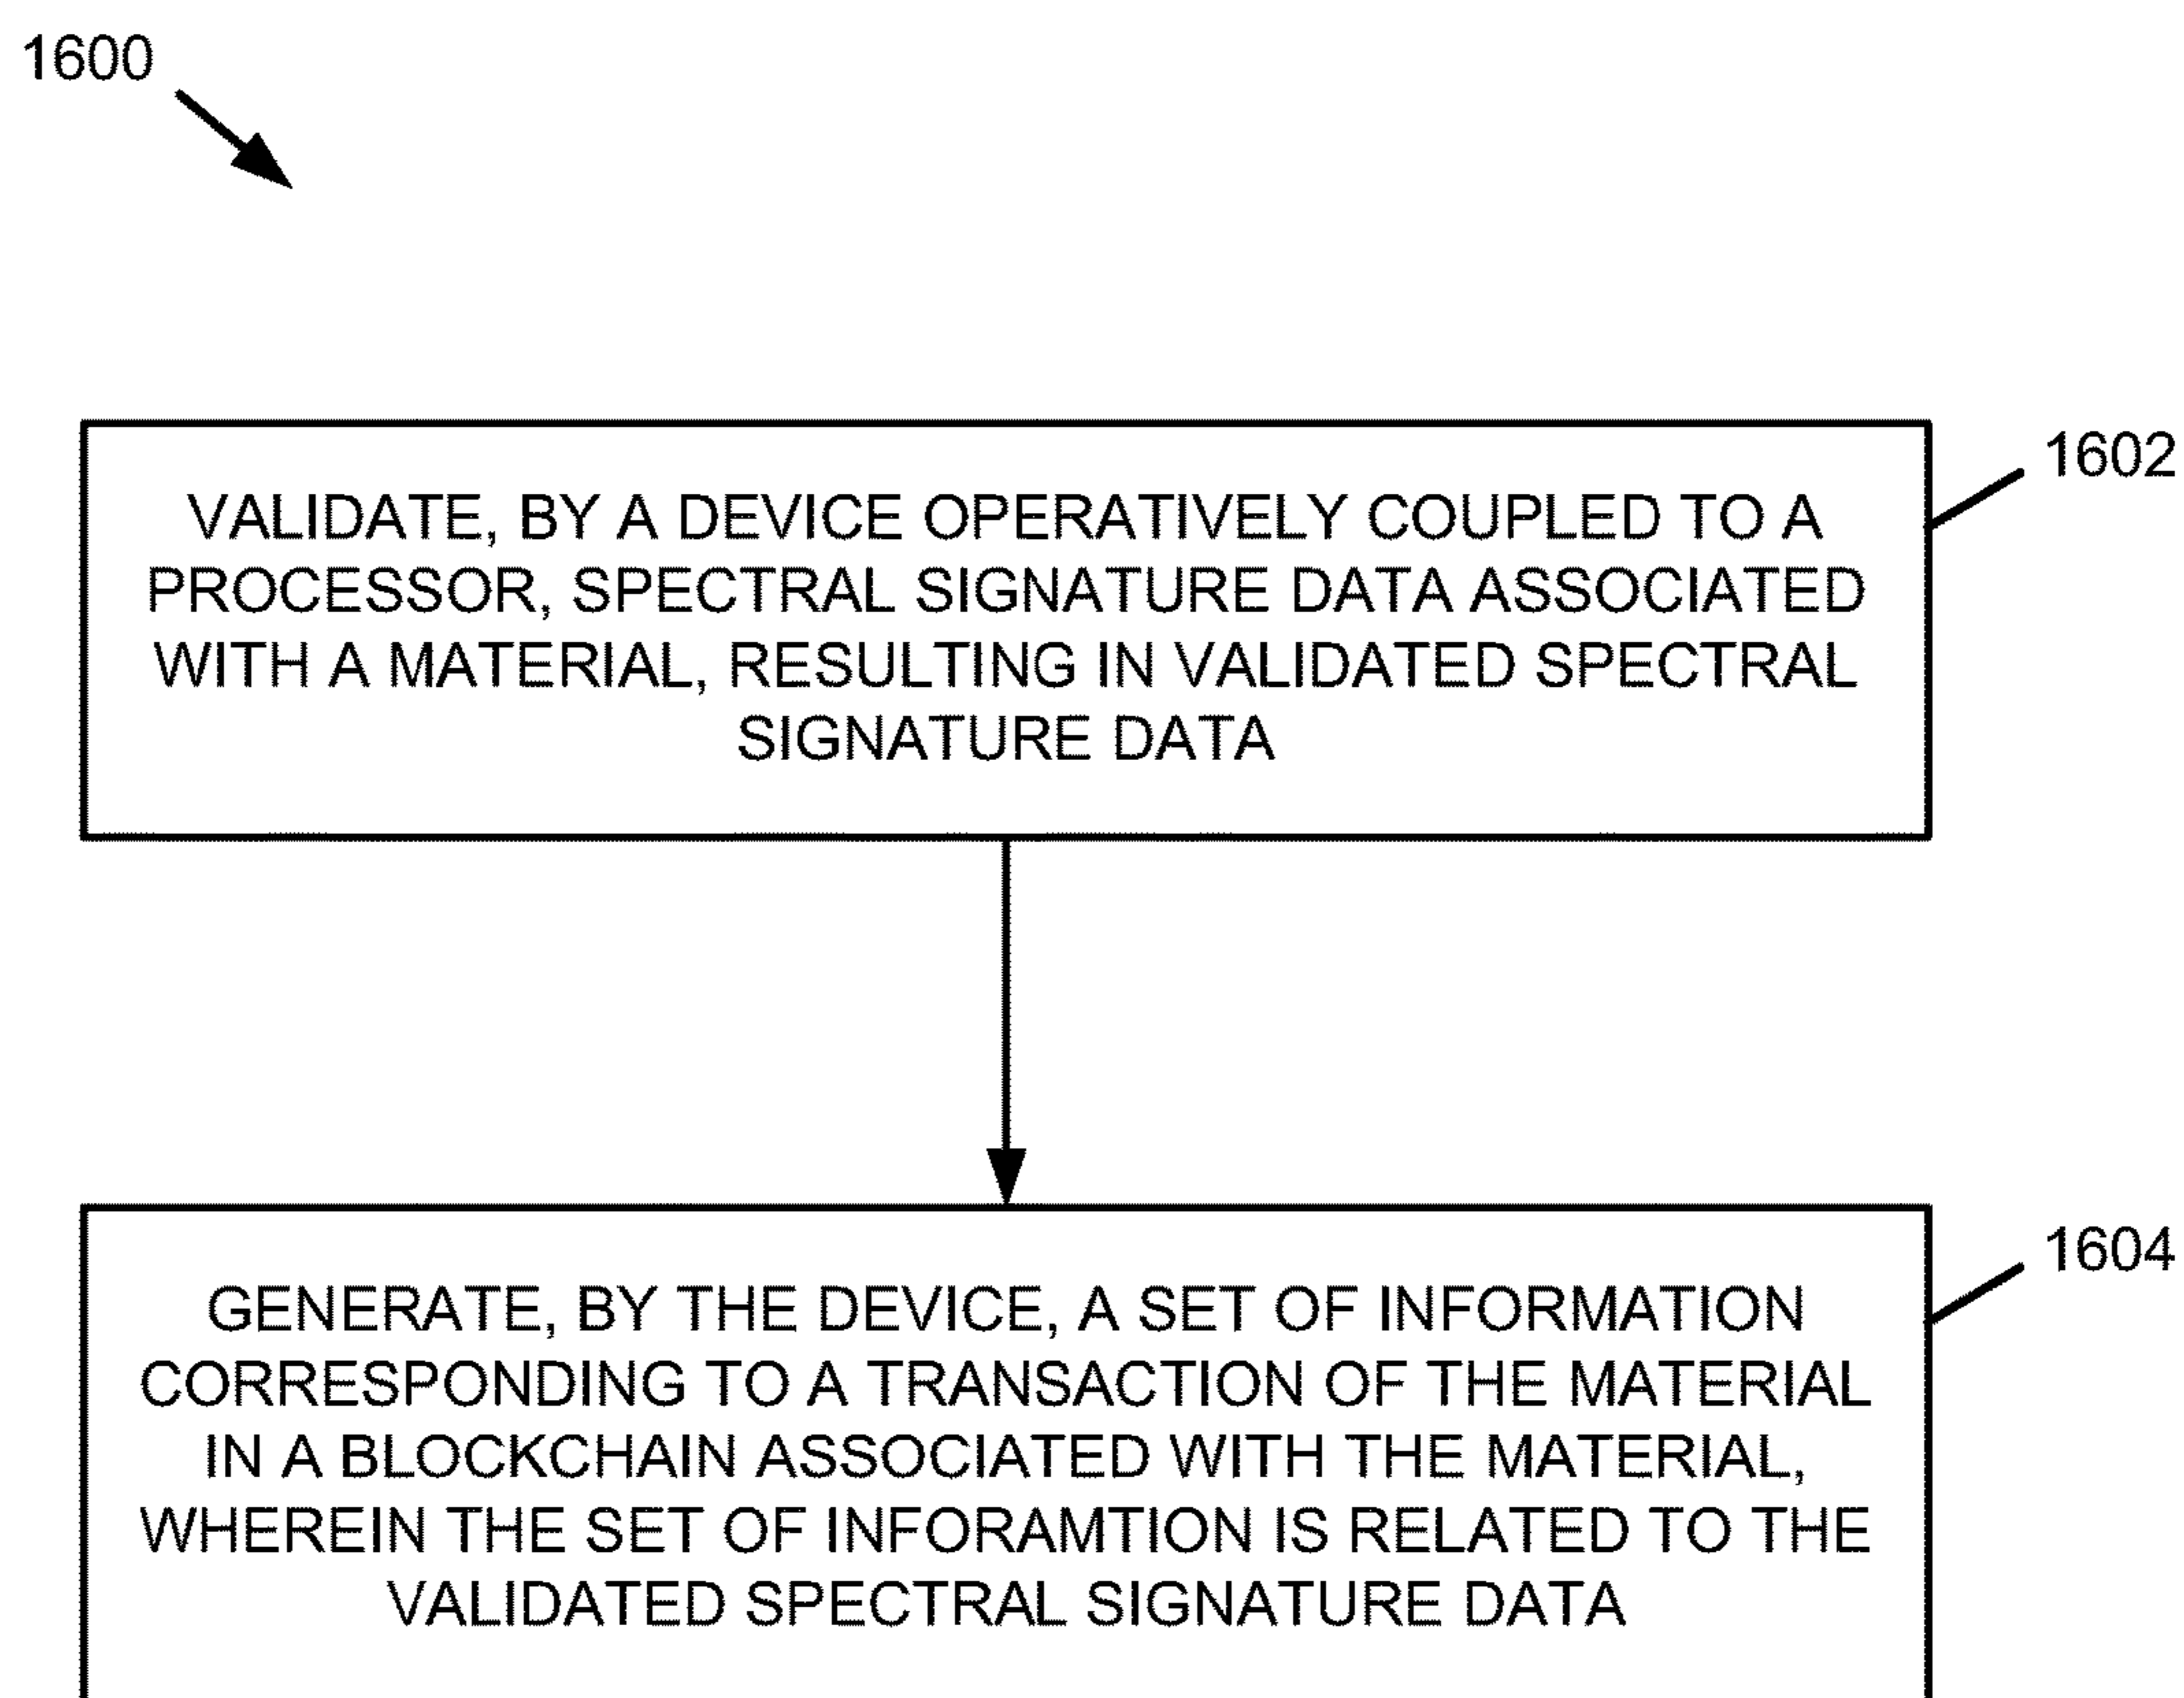 1600
1602
VALIDATE, BY A DEVICE OPERATIVELY COUPLED TO A
PROCESSOR, SPECTRAL SIGNATURE DATA ASSOCIATED
WITH A MATERIAL, RESULTING IN VALIDATED SPECTRAL
SIGNATURE DATA
1604
GENERATE, BY THE DEVICE, A SET OF INFORMATION
CORRESPONDING TO A TRANSACTION OF THE MATERIAL
IN A BLOCKCHAIN ASSOCIATED WITH THE MATERIAL,
WHEREIN THE SET OF INFORAMTION IS RELATED TO THE
VALIDATED SPECTRAL SIGNATURE DATA